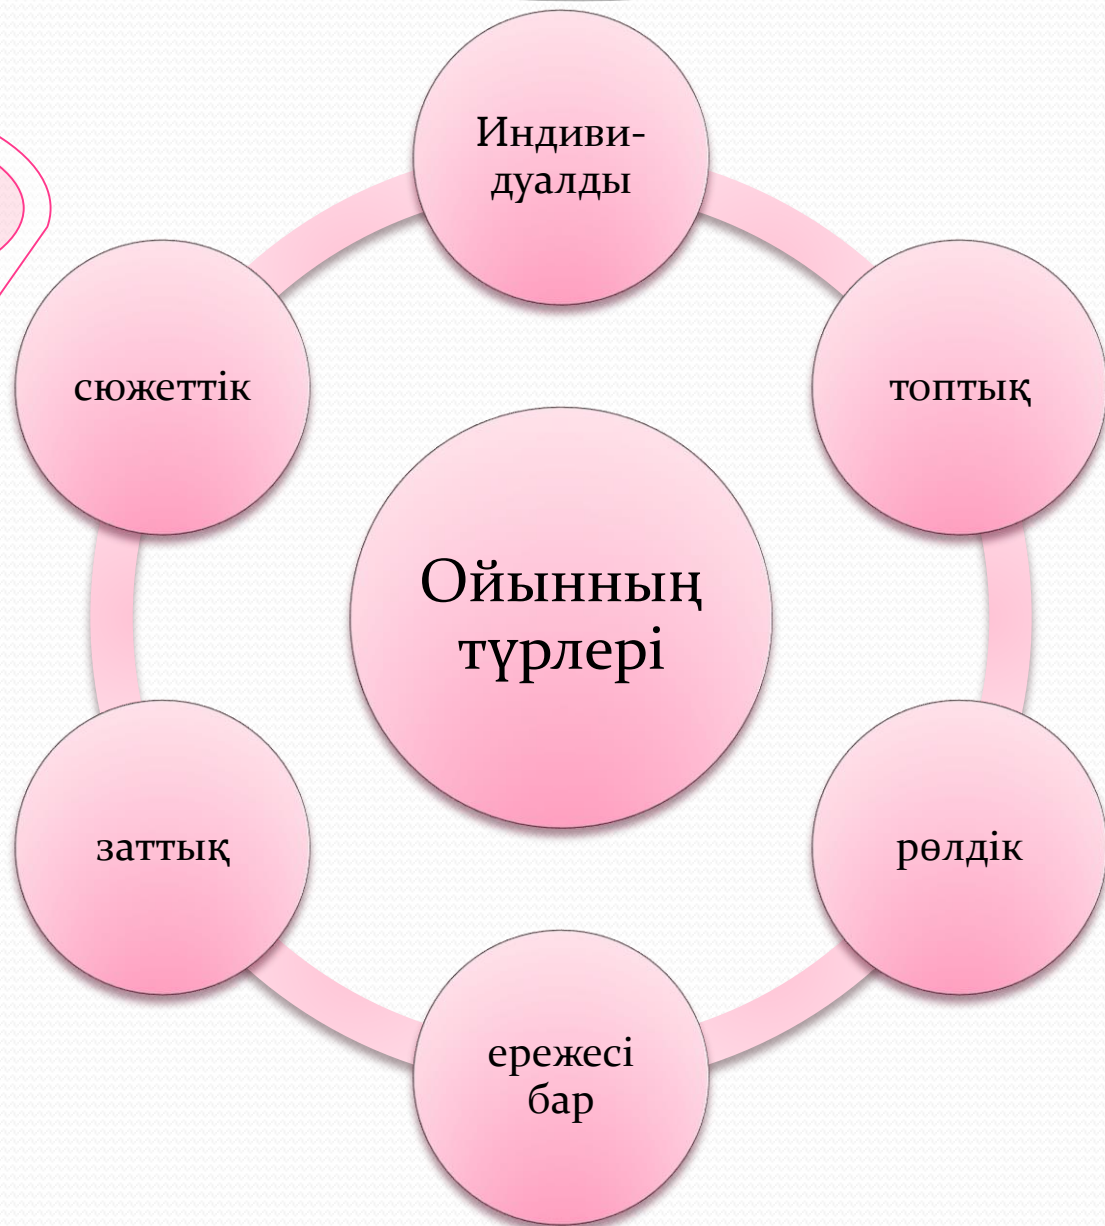 Индиви-
дуалды
топтық
рөлдік
ережесі
бар
заттық
сюжеттік
Ойынның
түрлері